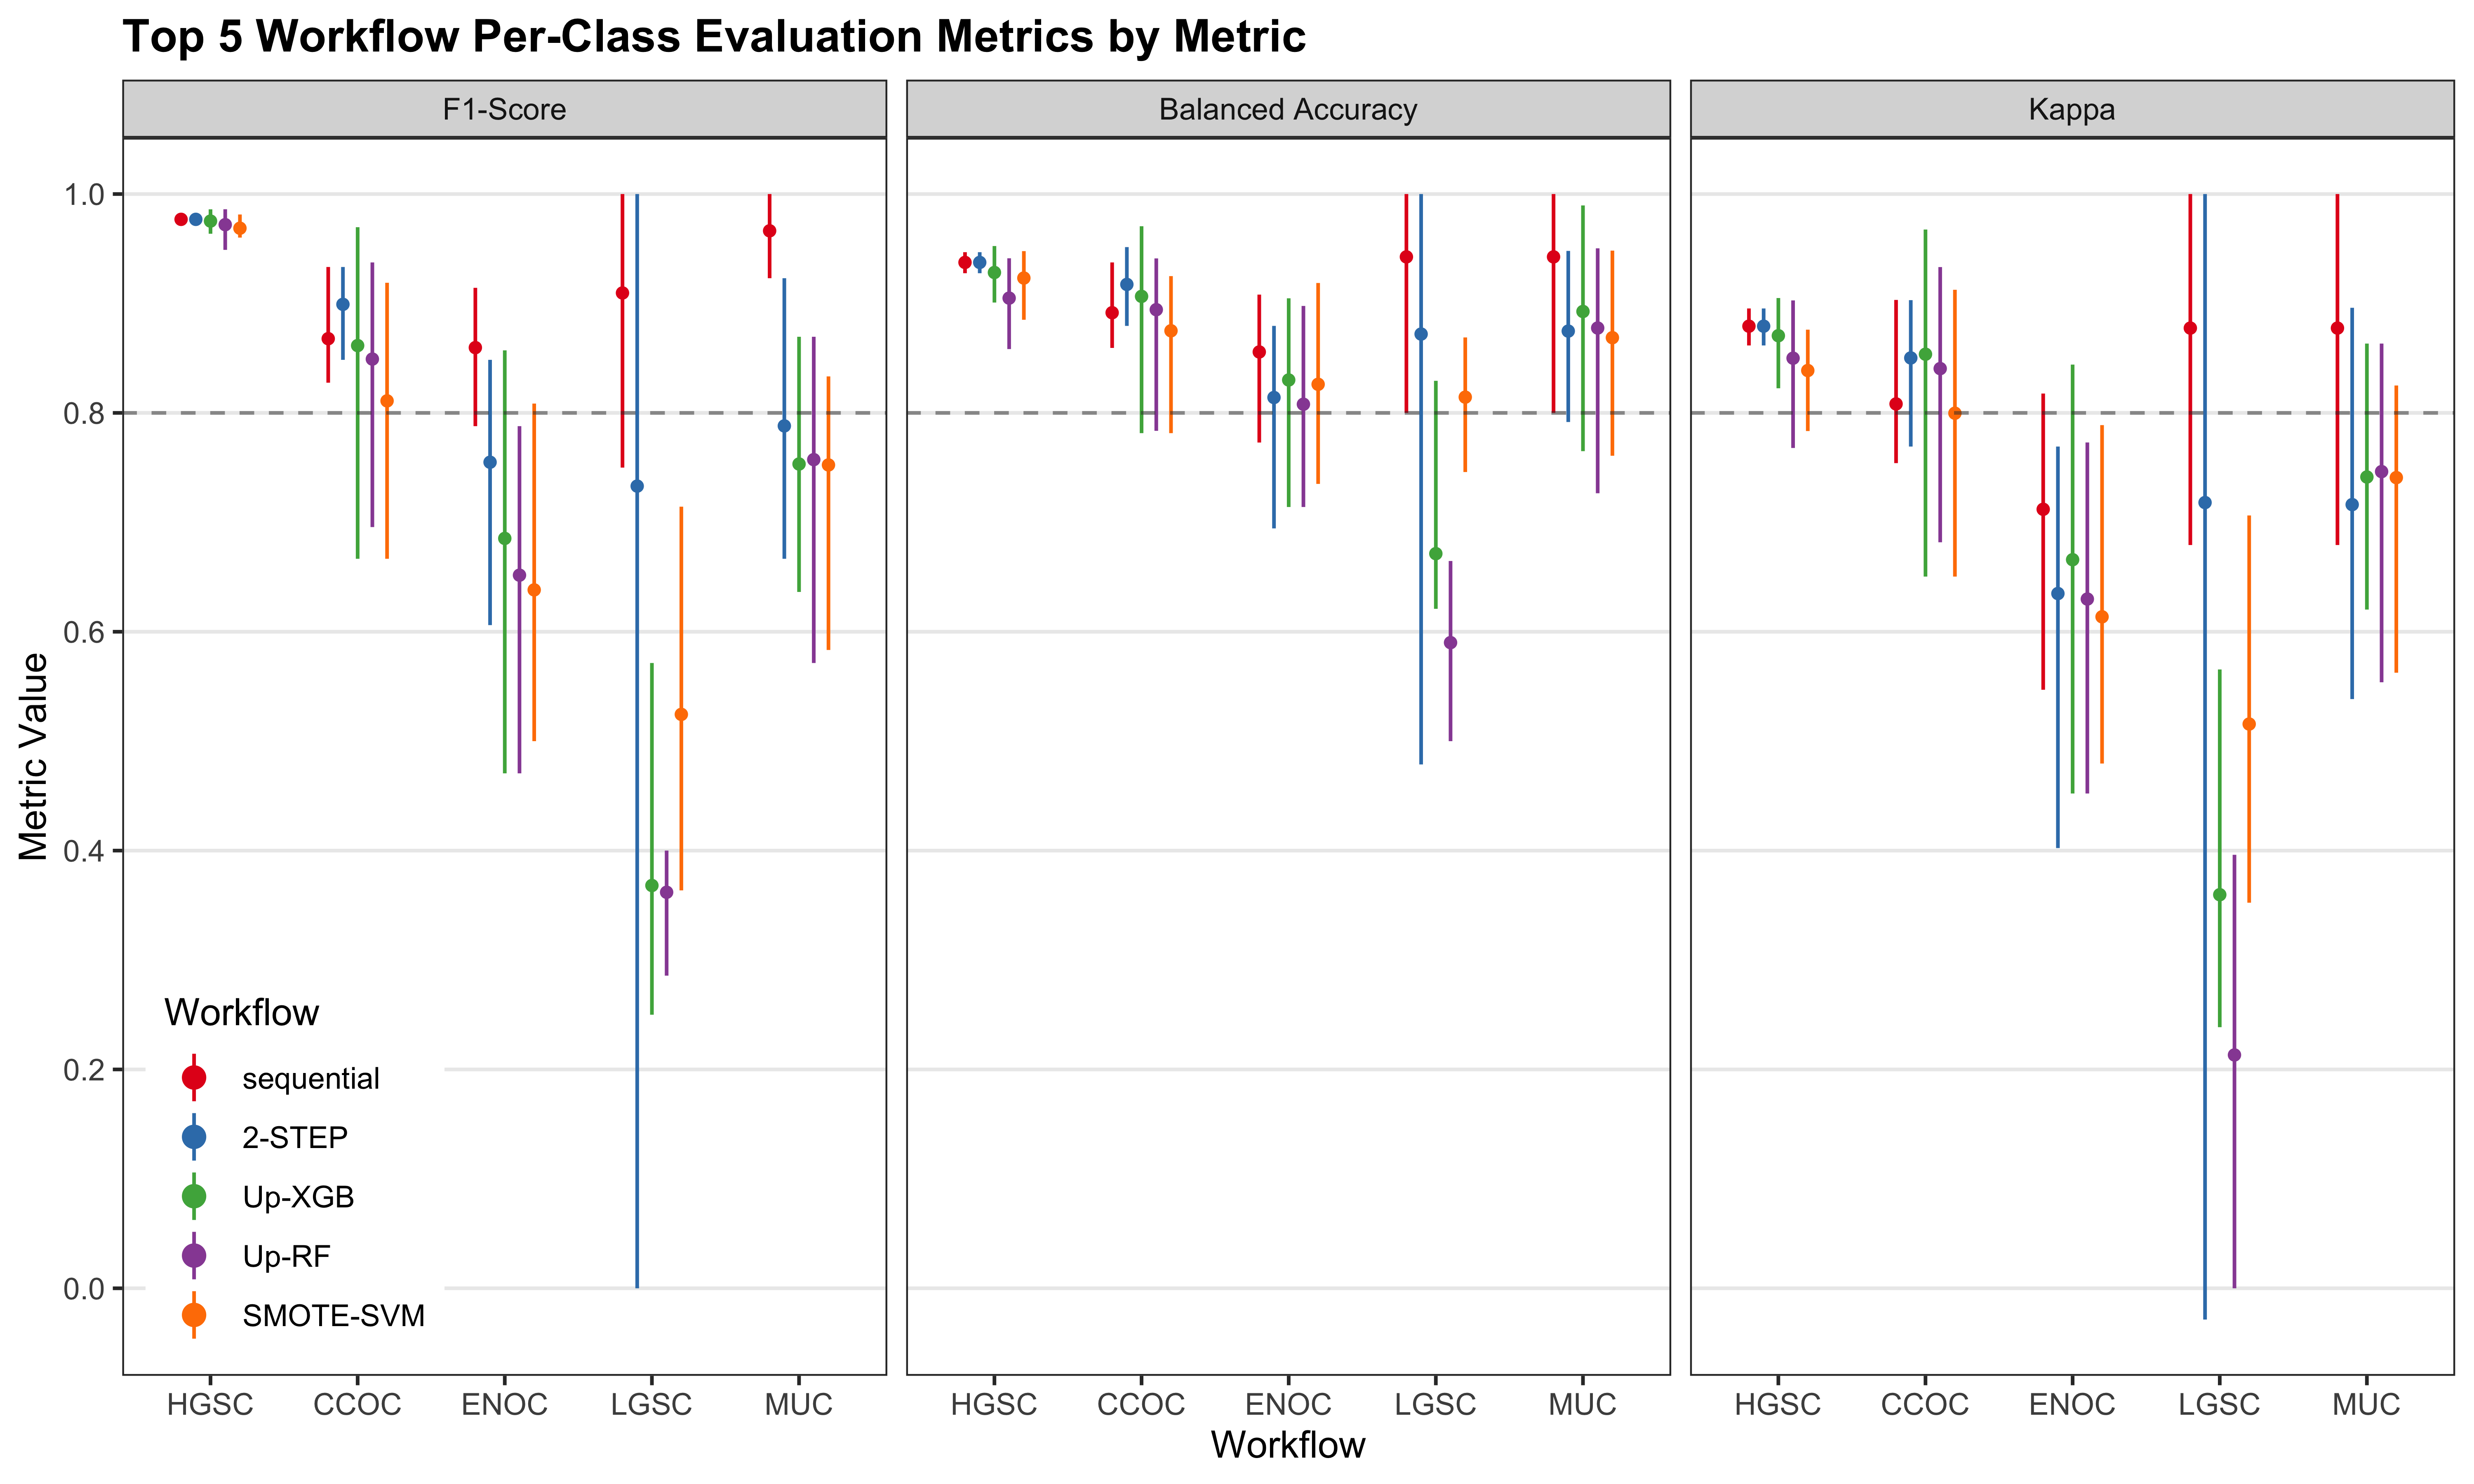 Top 5 Workflow Per-Class Evaluation Metrics by Metric
F1-Score
Balanced Accuracy
Kappa
Metric Value
1.0
0.8
0.6
0.4
0.2
0.0
Workflow
sequential
2-STEP
Up-XGB
Up-RF
SMOTE-SVM
HGSC CCOC ENOC LGSC MUC
HGSC CCOC ENOC LGSC MUC
HGSC CCOC ENOC LGSC MUC
Workflow